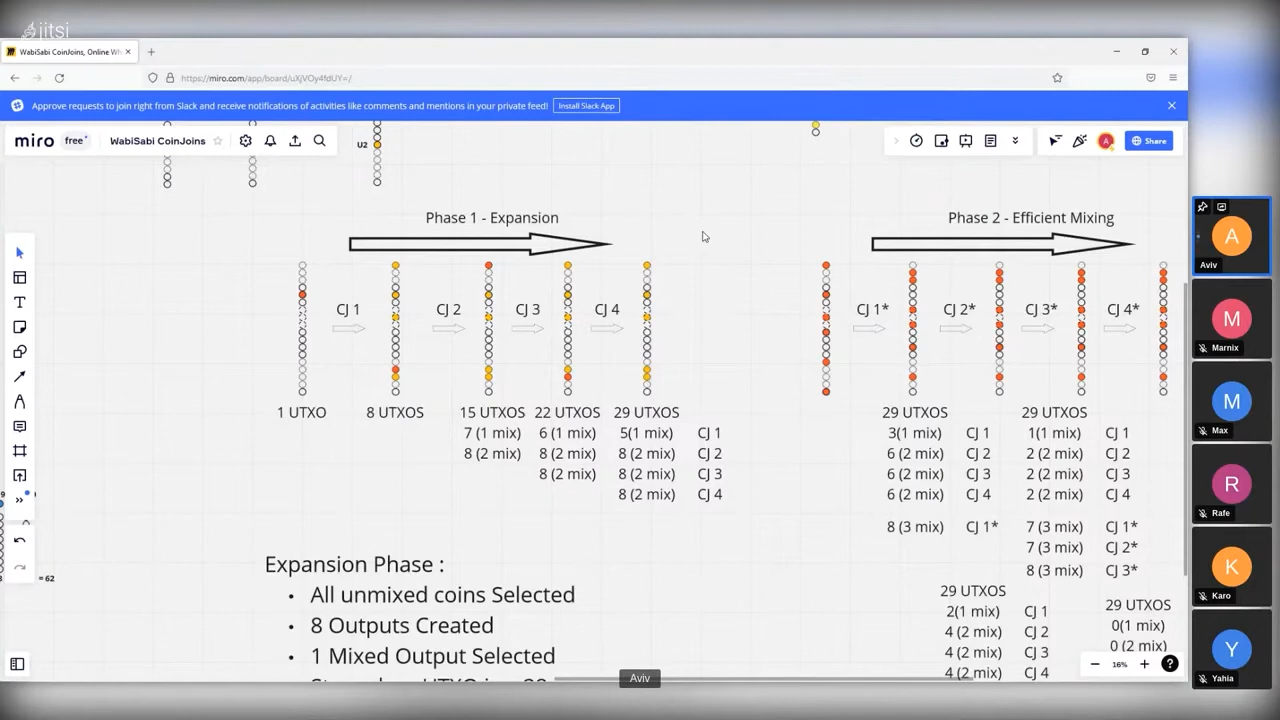 jitsi
WabiSabi CoinJoins, Online Wh
https://miro.com/app/board/uXjVOy4fdUY=/
Approve requests to join right from Slack and receive notifications of activities like comments and mentions in your private feed! Install Slack App
miro free WabiSabi CoinJoins
A Share
U2
Phase 1 - Expansion
Phase 2 - Efficient Mixing
CJ 1 CJ 2 CJ 3 CJ 4 CJ 1* CJ 2* CJ 3* CJ 4*
1 UTXO 8 UTXOS 15 UTXOS 22 UTXOS 29 UTXOS 29 UTXOS 29 UTXOS
7 (1 mix) 6 (1 mix) 5(1 mix) CJ 1 3(1 mix) CJ 1 1(1 mix) CJ 1
8 (2 mix) 8 (2 mix) 8 (2 mix) CJ 2 6 (2 mix) CJ 2 2 (2 mix) CJ 2
8 (2 mix) 8 (2 mix) CJ 3 6 (2 mix) CJ 3 2 (2 mix) CJ 3
8 (2 mix) CJ 4 6 (2 mix) CJ 4 2 (2 mix) CJ 4
8 (3 mix) CJ 1* 7 (3 mix) CJ 1*
7 (3 mix) CJ 2*
8 (3 mix) CJ 3*
29 UTXOS
2(1 mix) CJ 1
4 (2 mix) CJ 2
4 (2 mix) CJ 3
4 (2 mix) CJ 4
29 UTXOS
0(1 mix)
0 (2 mix)
= 62
Expansion Phase :
• All unmixed coins Selected
• 8 Outputs Created
• 1 Mixed Output Selected
16%
Aviv
A
Aviv
M
Marnix
M
Max
R
Rafe
K
Karo
Y
Yahia